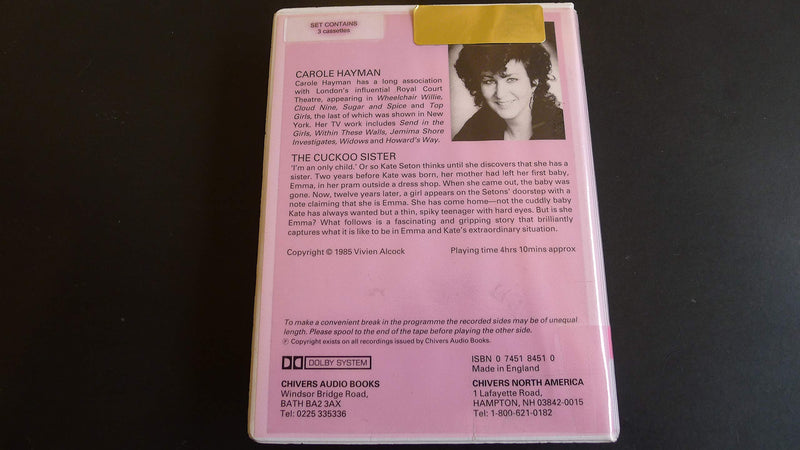 SET CONTAINS
3 cassettes
CAROLE HAYMAN
Carole Hayman has a long association
with London's influential Royal Court
Theatre, appearing in Wheelchair Willie,
Cloud Nine, Sugar and Spice and Top
Girls, the last of which was shown in New
York. Her TV work includes Send in the
Girls, Within These Walls, Jemima Shore
Investigates, Widows and Howard's Way.
THE CUCKOO SISTER
'I'm an only child.' Or so Kate Seton thinks until she discovers that she has a
sister. Two years before Kate was born, her mother had left her first baby,
Emma, in her pram outside a dress shop. When she came out, the baby was
gone. Now, twelve years later, a girl appears on the Setons' doorstep with a
note claiming that she is Emma. She has come home—not the cuddly baby
Kate has always wanted but a thin, spiky teenager with hard eyes. But is she
Emma? What follows is a fascinating and gripping story that brilliantly
captures what it is like to be in Emma and Kate's extraordinary situation.
Copyright © 1985 Vivien Alcock
Playing time 4hrs 10mins approx
To make a convenient break in the programme the recorded sides may be of unequal
length. Please spool to the end of the tape before playing the other side.
℗ Copyright exists on all recordings issued by Chivers Audio Books.
DOLBY SYSTEM
ISBN 0 7451 8451 0
Made in England
CHIVERS AUDIO BOOKS
Windsor Bridge Road,
BATH BA2 3AX
Tel: 0225 335336
CHIVERS NORTH AMERICA
1 Lafayette Road,
HAMPTON, NH 03842-0015
Tel: 1-800-621-0182